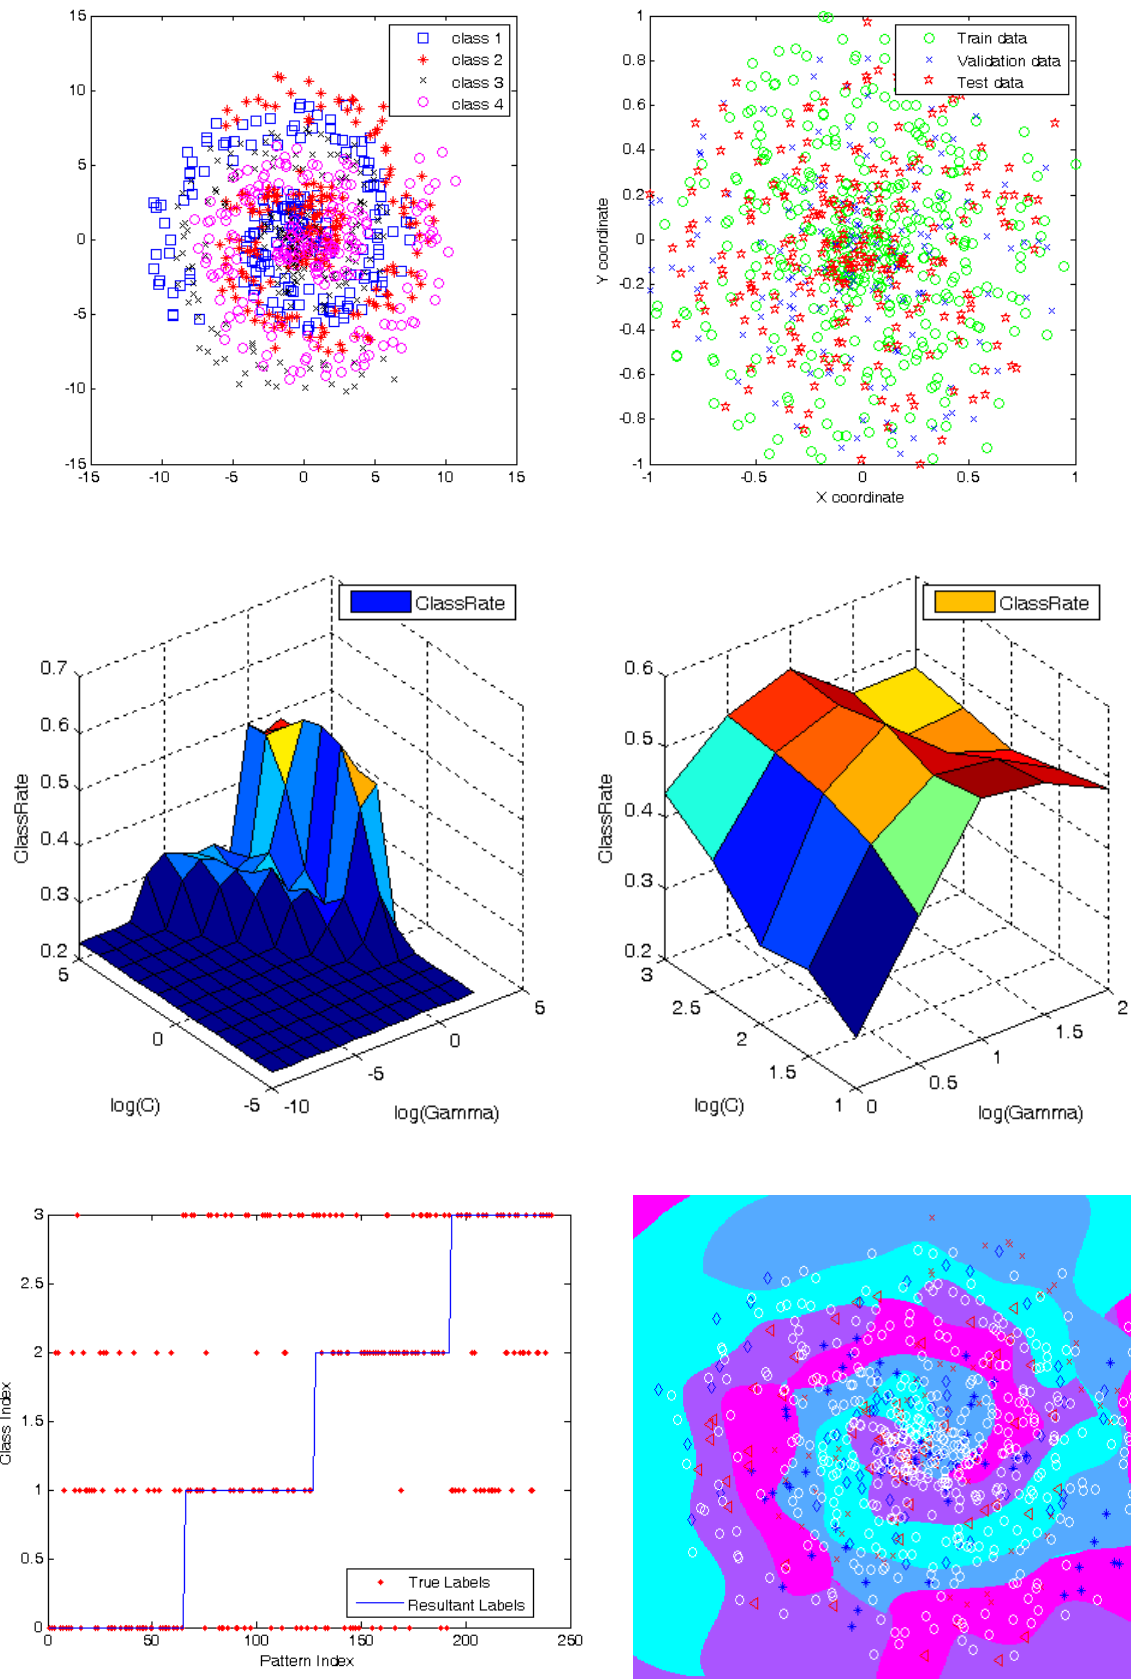 15
10
5
0
-5
-10
-15
-15 -10 -5 0 5 10 15
class 1
class 2
class 3
class 4
1
0.8
0.6
0.4
0.2
0
-0.2
-0.4
-0.6
-0.8
-1
-1 -0.5 0 0.5 1
Y coordinate
X coordinate
Train data
Validation data
Test data
ClassRate
0.7
0.6
0.5
0.4
0.3
0.2
ClassRate
5
0
-5
log(C)
-10
-5
0
5
log(Gamma)
ClassRate
0.6
0.5
0.4
0.3
0.2
ClassRate
3
2.5
2
1.5
1
log(C)
0
0.5
1
1.5
2
log(Gamma)
3
2.5
2
1.5
1
0.5
0
Class Index
0 50 100 150 200 250
Pattern Index
True Labels
Resultant Labels